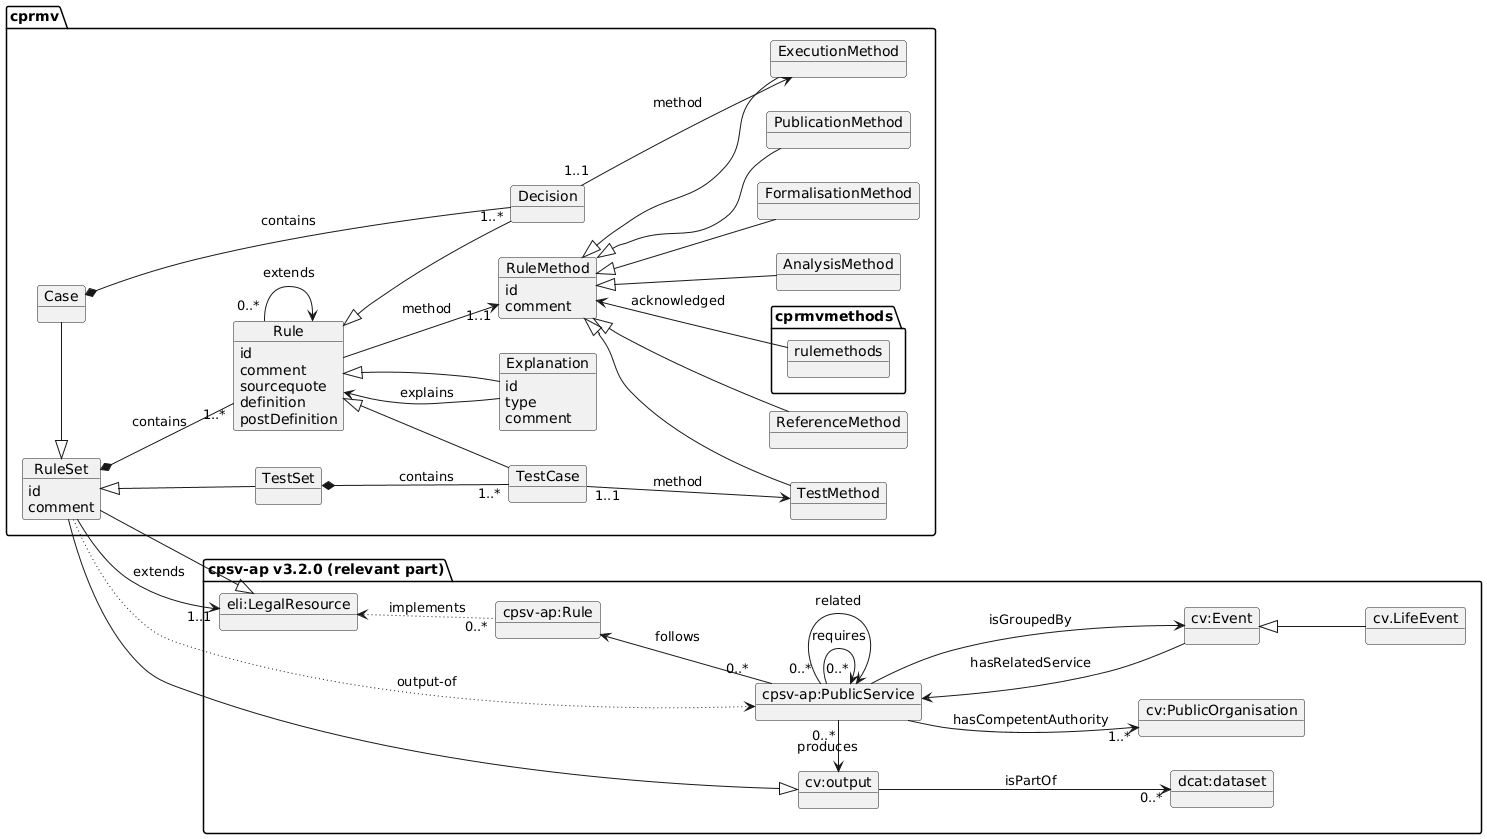 cprmv
ExecutionMethod
method
PublicationMethod
1..1
FormalisationMethod
Decision
1..*
contains
AnalysisMethod
RuleMethod
id
comment
extends
0..*
Case
acknowledged
method
1..1
cprmvmethods
rulemethods
Rule
id
comment
sourcequote
definition
postDefinition
Explanation
id
type
comment
explains
1..*
contains
ReferenceMethod
RuleSet
id
comment
TestSet
contains
1..*
TestCase
method
1..1
TestMethod
cpsv-ap v3.2.0 (relevant part)
extends
1..1
eli:LegalResource
implements
0..*
cpsv-ap:Rule
related
requires
follows
0..*
0..*
0..*
isGroupedBy
cv:Event
cv.LifeEvent
hasRelatedService
output-of
cpsv-ap:PublicService
hasCompetentAuthority
1..*
cv:PublicOrganisation
0..*
produces
cv:output
isPartOf
0..*
dcat:dataset